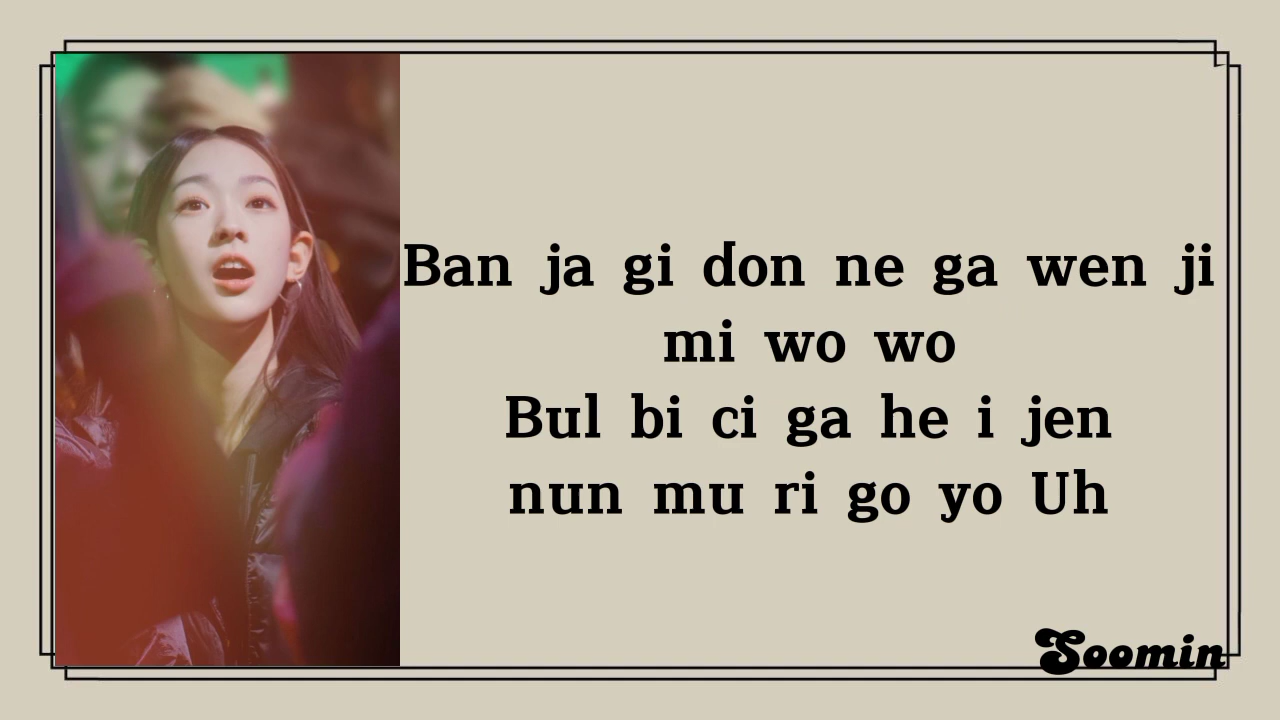 Ban ja gi don ne ga wen ji
mi wo wo
Bul bi ci ga he i jen
nun mu ri go yo Uh
Soomin